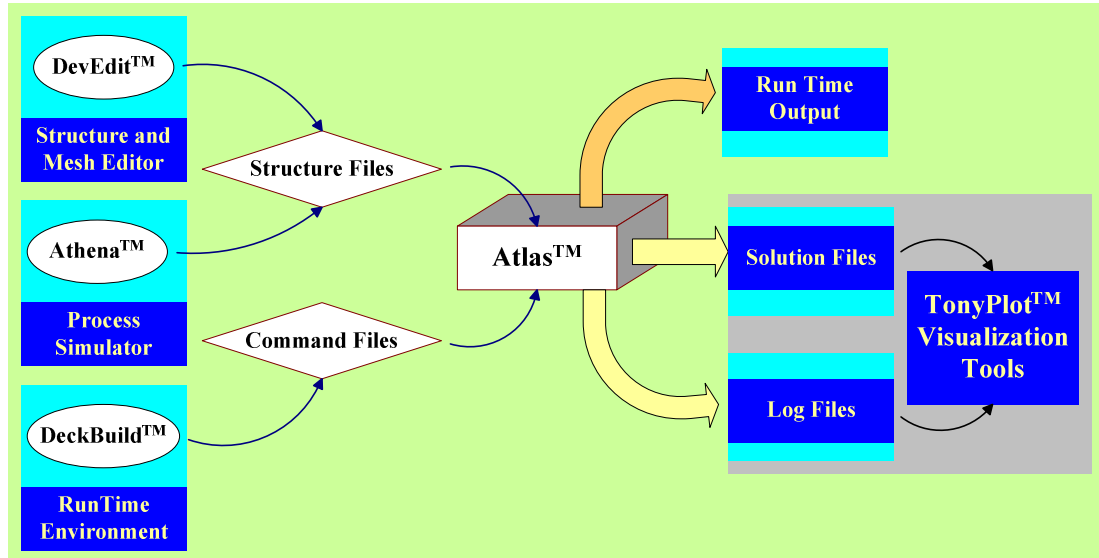 DevEdit™
Structure and
Mesh Editor
Athena™
Process
Simulator
DeckBuild™
RunTime
Environment
Structure Files
Command Files
Atlas™
Run Time
Output
Solution Files
Log Files
TonyPlot™
Visualization
Tools